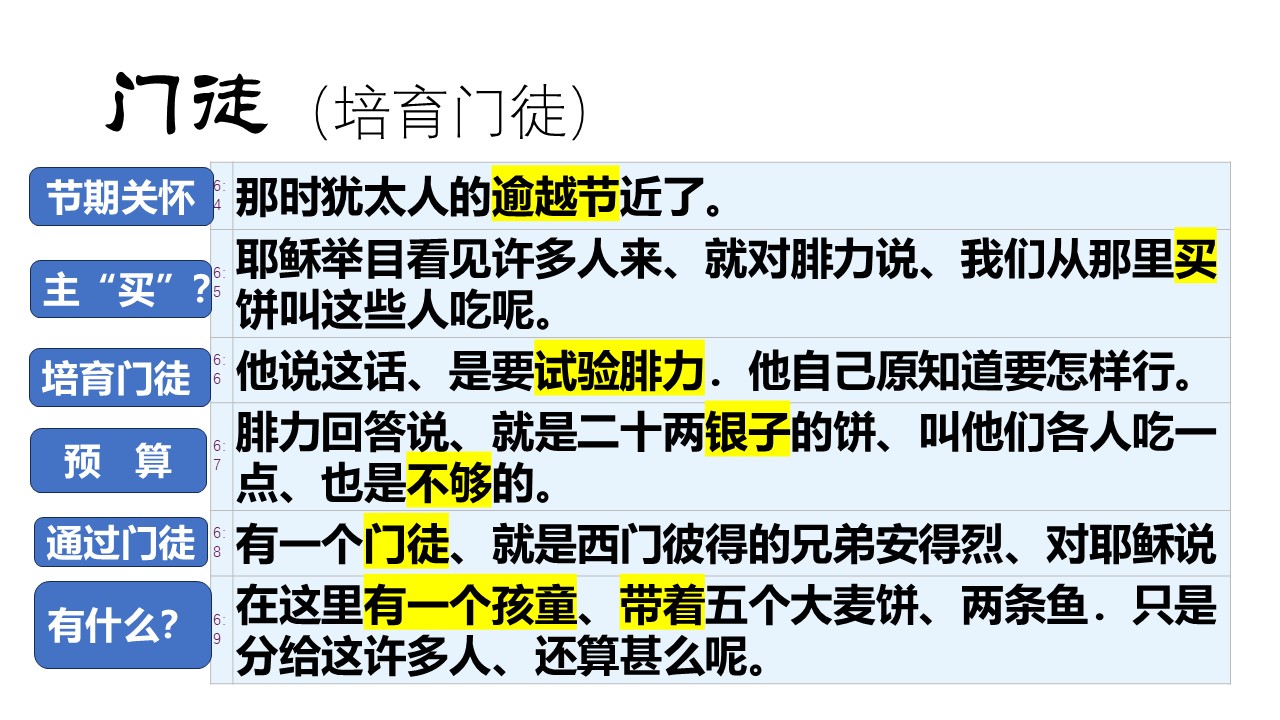 门徒（培育门徒）
节期关怀
6:4
那时犹太人的逾越节近了。
主“买”？
6:5
耶稣举目看见许多人来、就对腓力说、我们从那里买
饼叫这些人吃呢。
培育门徒
6:6
他说这话、是要试验腓力．他自己原知道要怎样行。
预 算
6:7
腓力回答说、就是二十两银子的饼、叫他们各人吃一
点、也是不够的。
通过门徒
6:8
有一个门徒、就是西门彼得的兄弟安得烈、对耶稣说
有什么？
6:9
在这里有一个孩童、带着五个大麦饼、两条鱼．只是
分给这许多人、还算甚么呢。